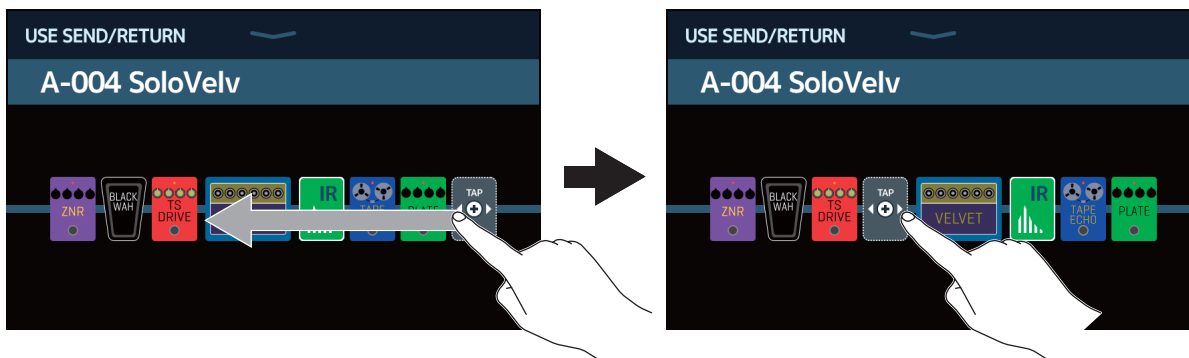 USE SEND/RETURN
A-004 SoloVelv
ZNR
BLACK
WAH
TS
DRIVE
IR
TAPE
PLATE
TAP
USE SEND/RETURN
A-004 SoloVelv
ZNR
BLACK
WAH
TS
DRIVE
TAP
VELVET
IR
TAPE
ECHO
PLATE